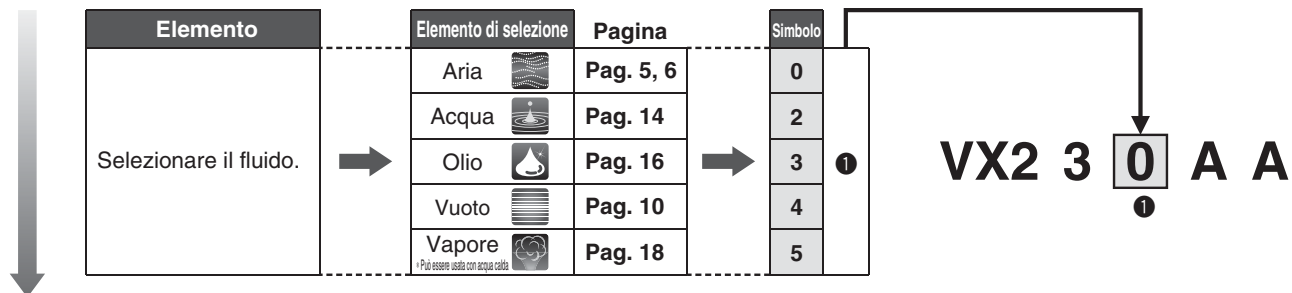 Elemento Elemento di selezione Pagina Simbolo
Aria Pag. 5, 6 0
Acqua Pag. 14 2
Selezionare il fluido. Olio Pag. 16 3 ❶ VX2 3 0 A A
❶
Vuoto Pag. 10 4
Vapore Pag. 18 5
∗ Può essere usata con acqua calda